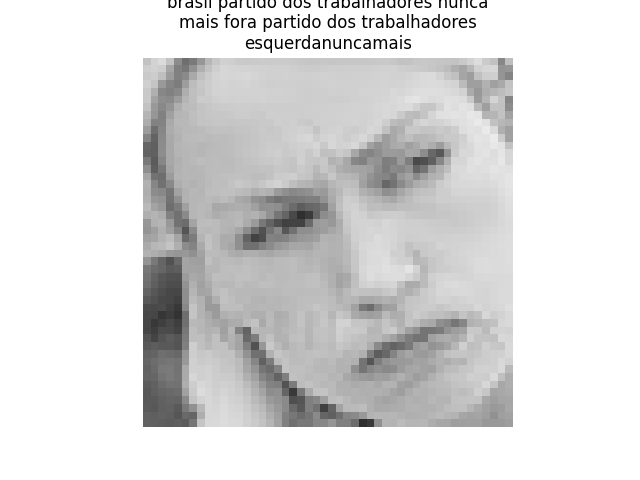 brasil partido dos trabalhadores nunca
mais fora partido dos trabalhadores
esquerdanuncamais